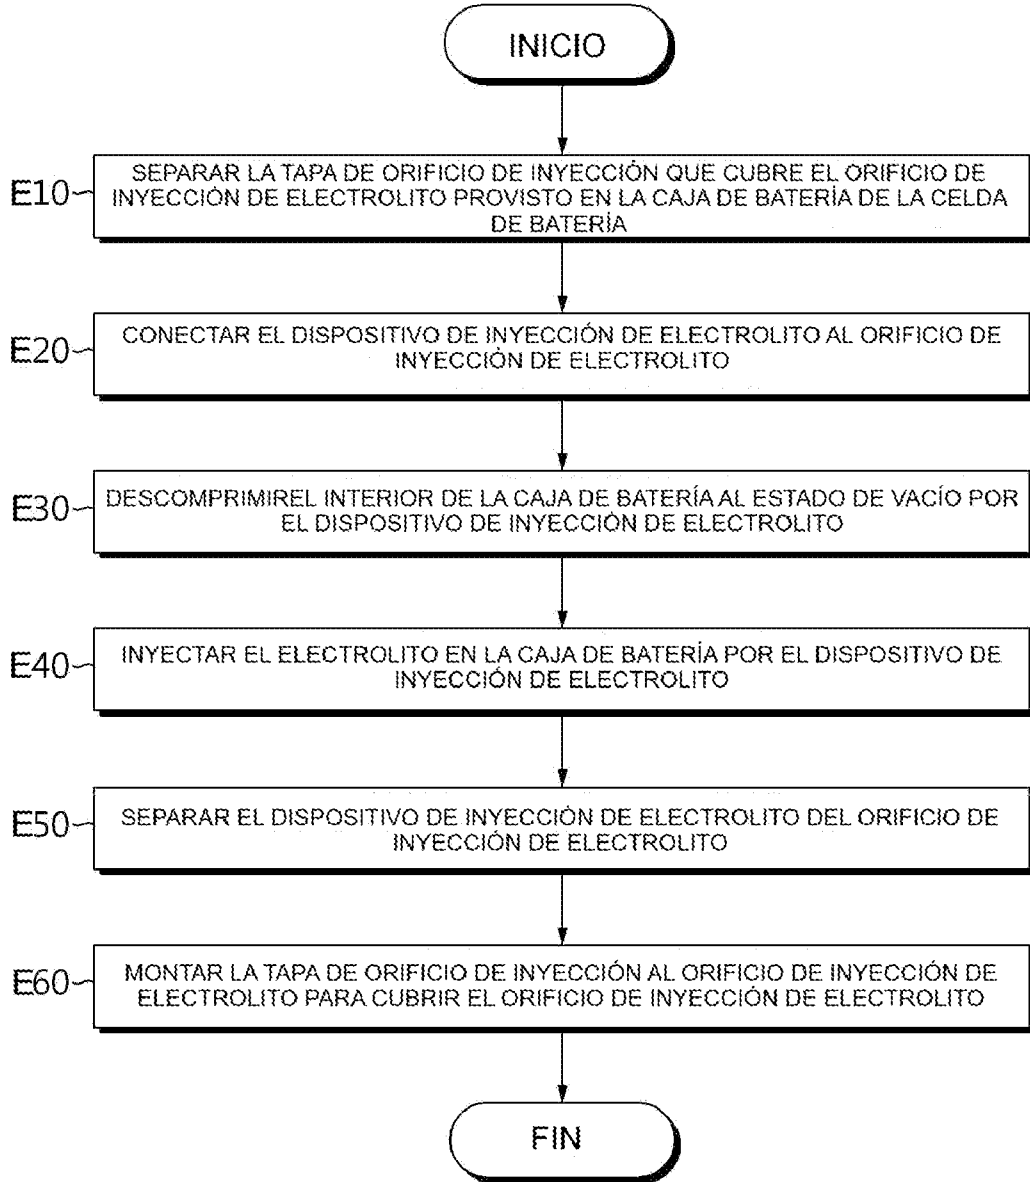 INICIO
E10
SEPARAR LA TAPA DE ORIFICIO DE INYECCIÓN QUE CUBRE EL ORIFICIO DE
INYECCIÓN DE ELECTROLITO PROVISTO EN LA CAJA DE BATERÍA DE LA CELDA
DE BATERÍA
E20
CONECTAR EL DISPOSITIVO DE INYECCIÓN DE ELECTROLITO AL ORIFICIO DE
INYECCIÓN DE ELECTROLITO
E30
DESCOMPRIMIREL INTERIOR DE LA CAJA DE BATERÍA AL ESTADO DE VACÍO POR
EL DISPOSITIVO DE INYECCIÓN DE ELECTROLITO
E40
INYECTAR EL ELECTROLITO EN LA CAJA DE BATERÍA POR EL DISPOSITIVO DE
INYECCIÓN DE ELECTROLITO
E50
SEPARAR EL DISPOSITIVO DE INYECCIÓN DE ELECTROLITO DEL ORIFICIO DE
INYECCIÓN DE ELECTROLITO
E60
MONTAR LA TAPA DE ORIFICIO DE INYECCIÓN AL ORIFICIO DE INYECCIÓN DE
ELECTROLITO PARA CUBRIR EL ORIFICIO DE INYECCIÓN DE ELECTROLITO
FIN